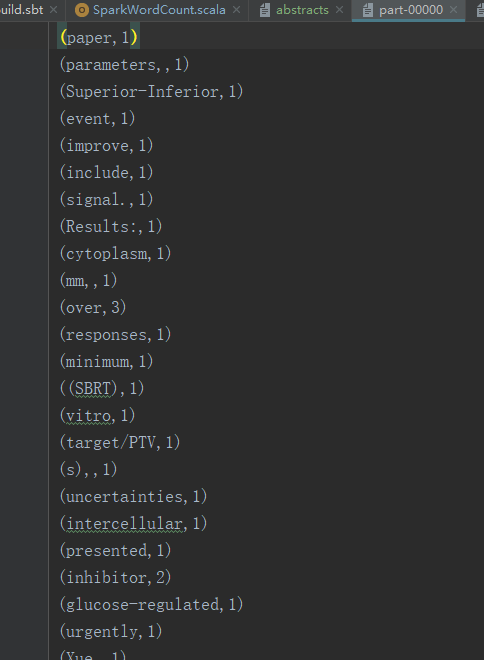 uild.sbt SparkWordCount.scala abstracts part-00000
(paper,1)
(parameters,,1)
(Superior-Inferior,1)
(event,1)
(improve,1)
(include,1)
(signal.,1)
(Results:,1)
(cytoplasm,1)
(mm,,1)
(over,3)
(responses,1)
(minimum,1)
((SBRT),1)
(vitro,1)
(target/PTV,1)
(s),,1)
(uncertainties,1)
(intercellular,1)
(presented,1)
(inhibitor,2)
(glucose-regulated,1)
(urgently,1)
(Xue,,1)